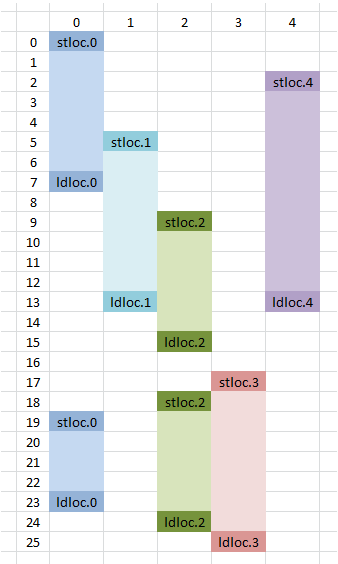 0 1 2 3 4
0 stloc.0
1
2 stloc.4
3
4
5 stloc.1
6
7 ldloc.0
8
9 stloc.2
10
11
12
13 ldloc.1 ldloc.4
14
15 ldloc.2
16
17 stloc.3
18 stloc.2
19 stloc.0
20
21
22
23 ldloc.0
24 ldloc.2
25 ldloc.3